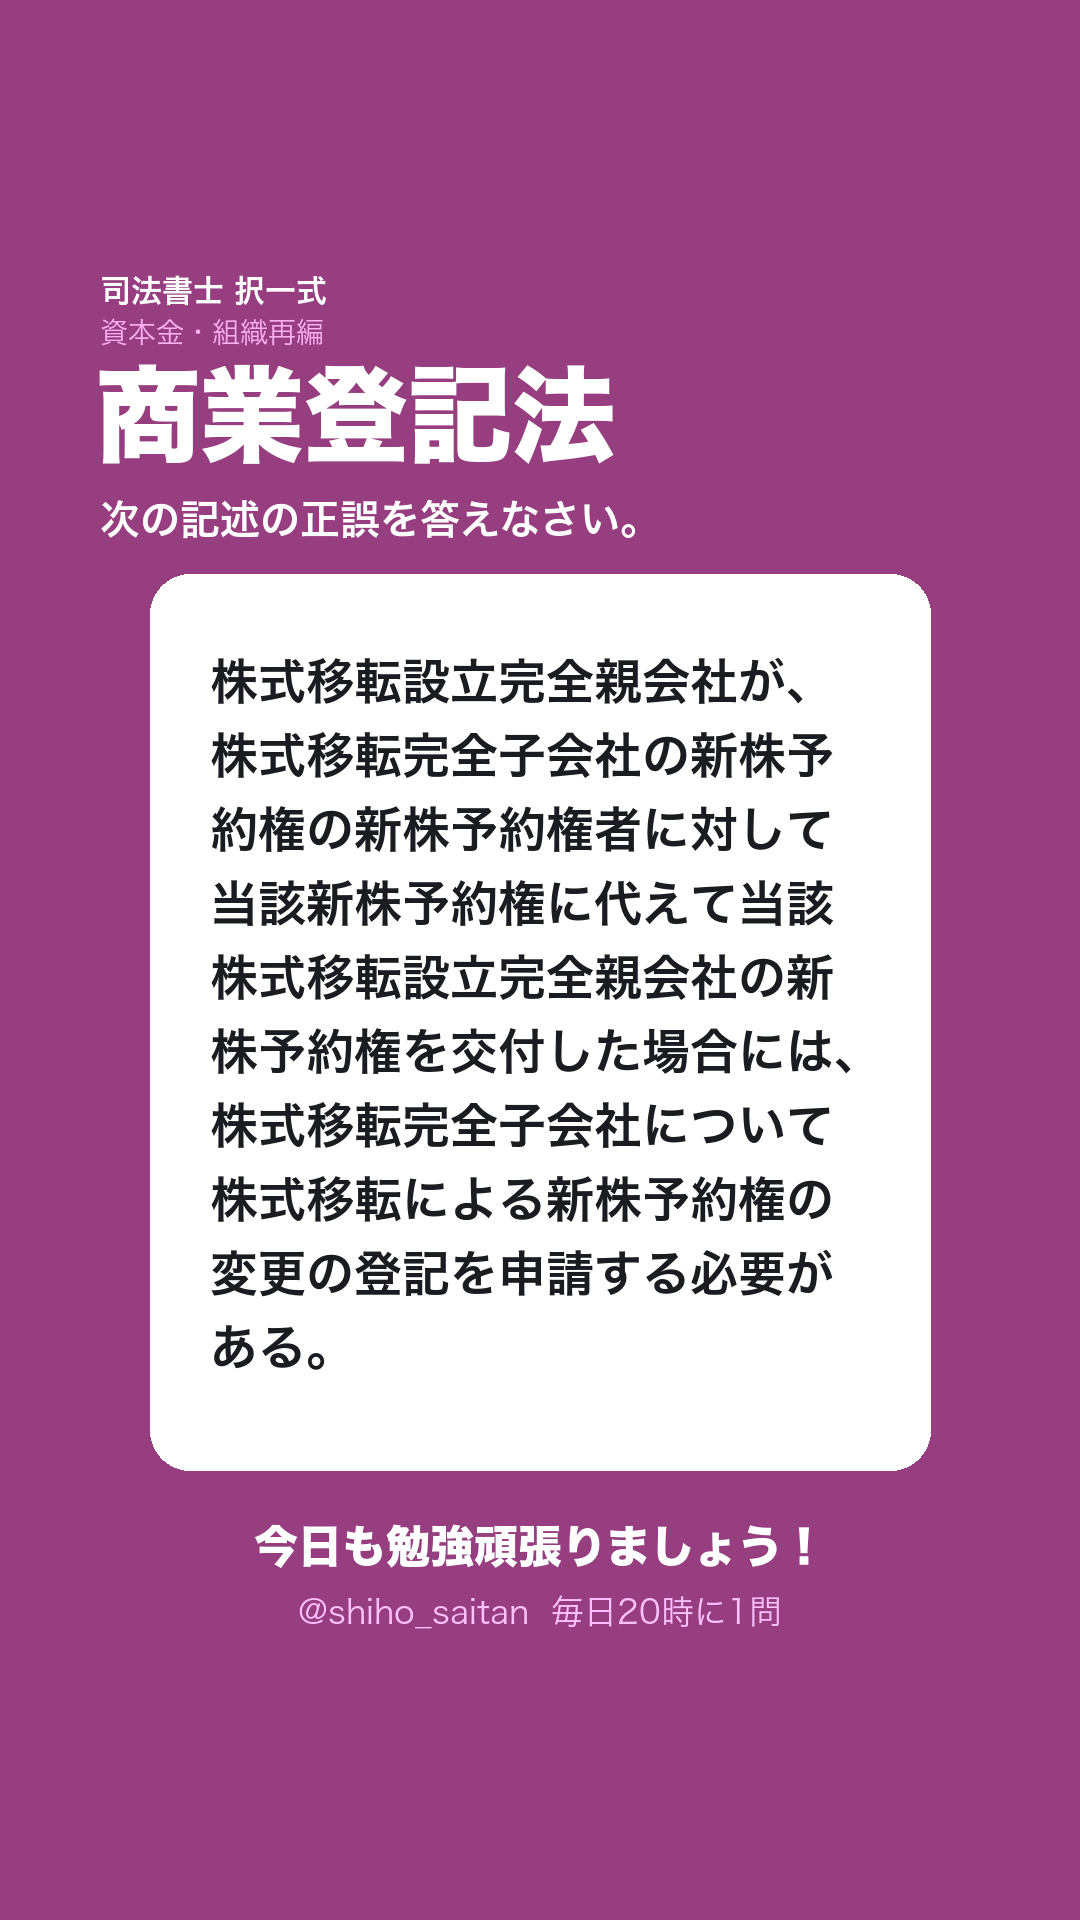 司法書士 択一式
資本金・組織再編
商業登記法
次の記述の正誤を答えなさい。
株式移転設立完全親会社が、
株式移転完全子会社の新株予
約権の新株予約権者に対して
当該新株予約権に代えて当該
株式移転設立完全親会社の新
株予約権を交付した場合には、
株式移転完全子会社について
株式移転による新株予約権の
変更の登記を申請する必要が
ある。
今日も勉強頑張りましょう！
@shiho_saitan 毎日20時に1問